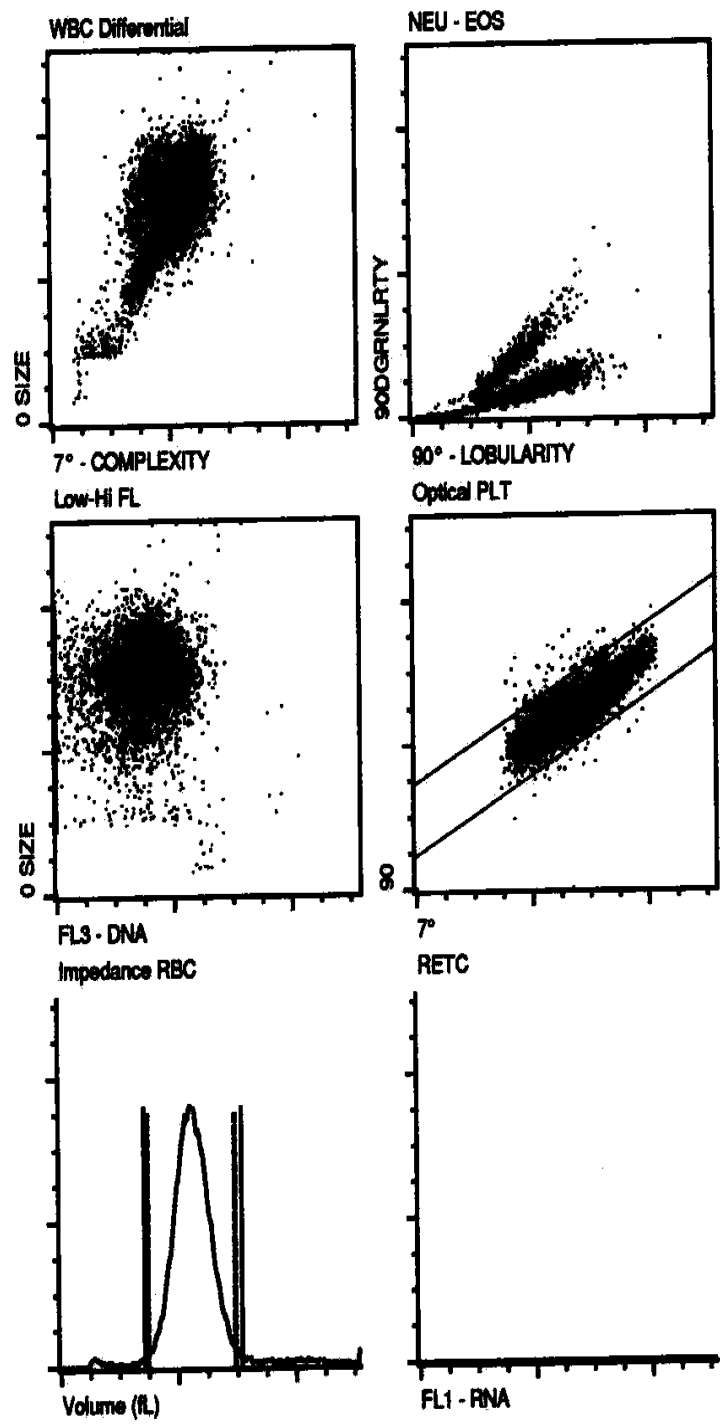 WBC Differential
0 SIZE
7° - COMPLEXITY
NEU - EOS
90DGRNLRTY
90° - LOBULARITY
Low-Hi FL
0 SIZE
FL3 - DNA
Optical PLT
90
7°
Impedance RBC
Volume (fL)
RETC
FL1 - RNA